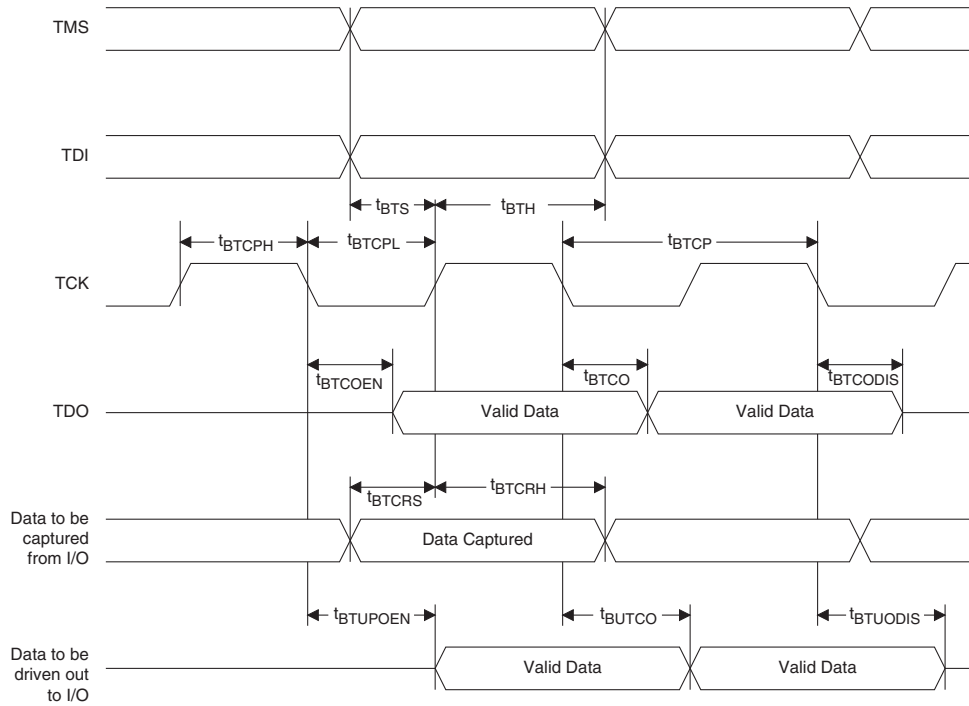 TMS
TDI
tBTS
tBTH
tBTCPH
tBTCPL
tBTCP
TCK
tBTCOEN
tBTCO
tBTCODIS
TDO
Valid Data
Valid Data
tBTCRS
tBTCRH
Data to be
captured
from I/O
Data Captured
tBTUPOEN
tBUTCO
tBTUODIS
Data to be
driven out
to I/O
Valid Data
Valid Data